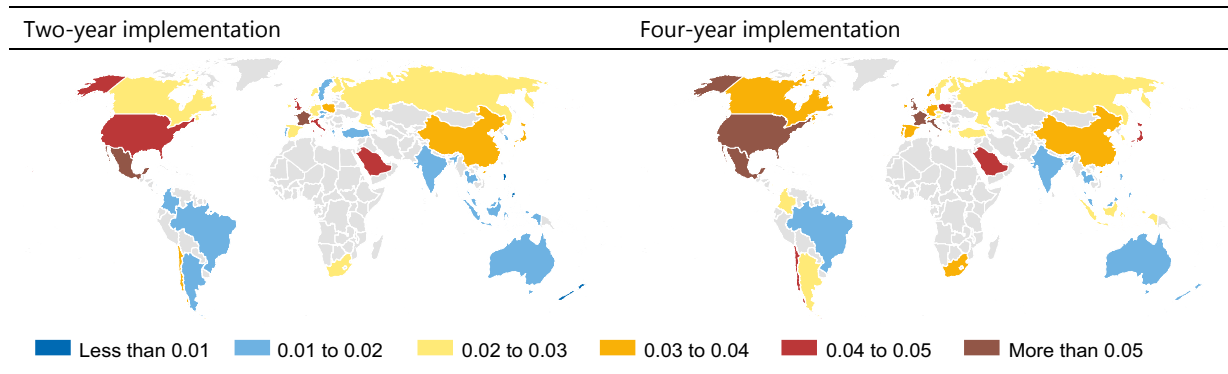 Two-year implementation
Four-year implementation
Less than 0.01
0.01 to 0.02
0.02 to 0.03
0.03 to 0.04
0.04 to 0.05
More than 0.05